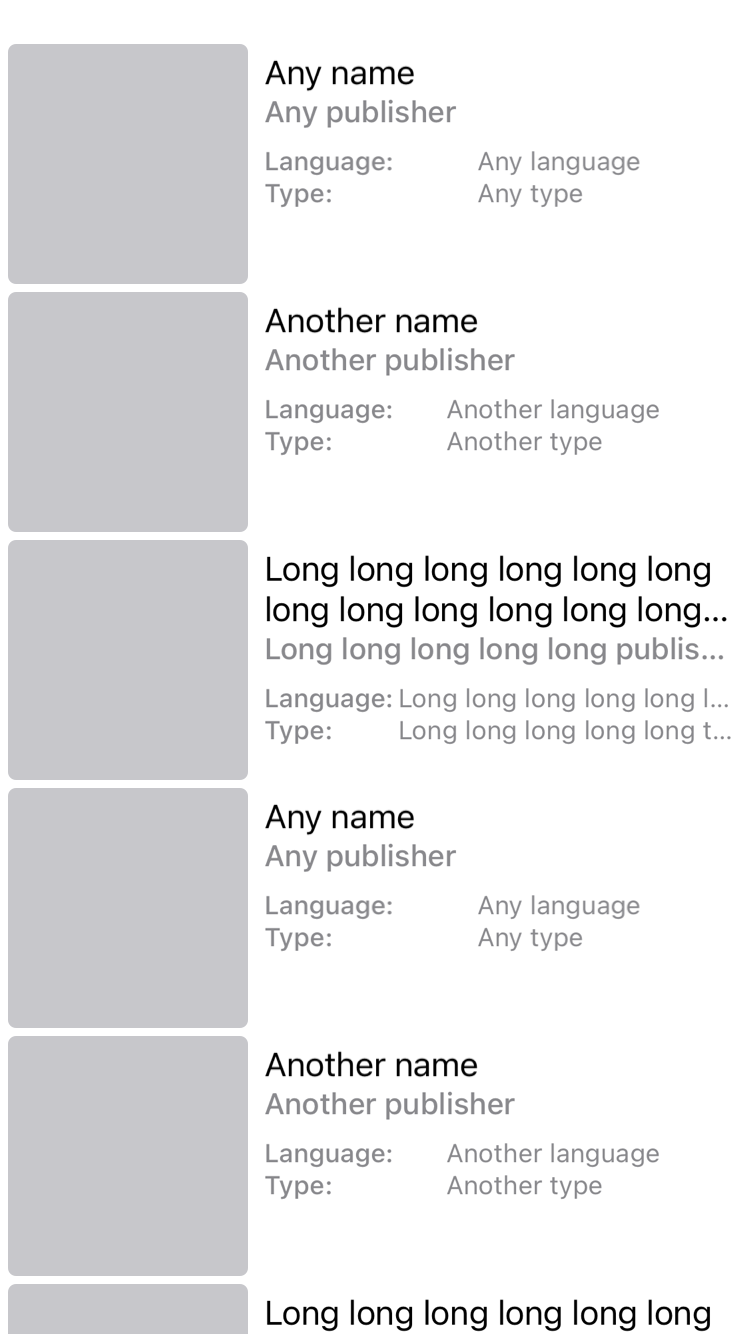 Any name
Any publisher
Language: Any language
Type: Any type
Another name
Another publisher
Language: Another language
Type: Another type
Long long long long long long
long long long long long long...
Long long long long long publis...
Language: Long long long long long l...
Type: Long long long long long t...
Any name
Any publisher
Language: Any language
Type: Any type
Another name
Another publisher
Language: Another language
Type: Another type
Long long long long long long